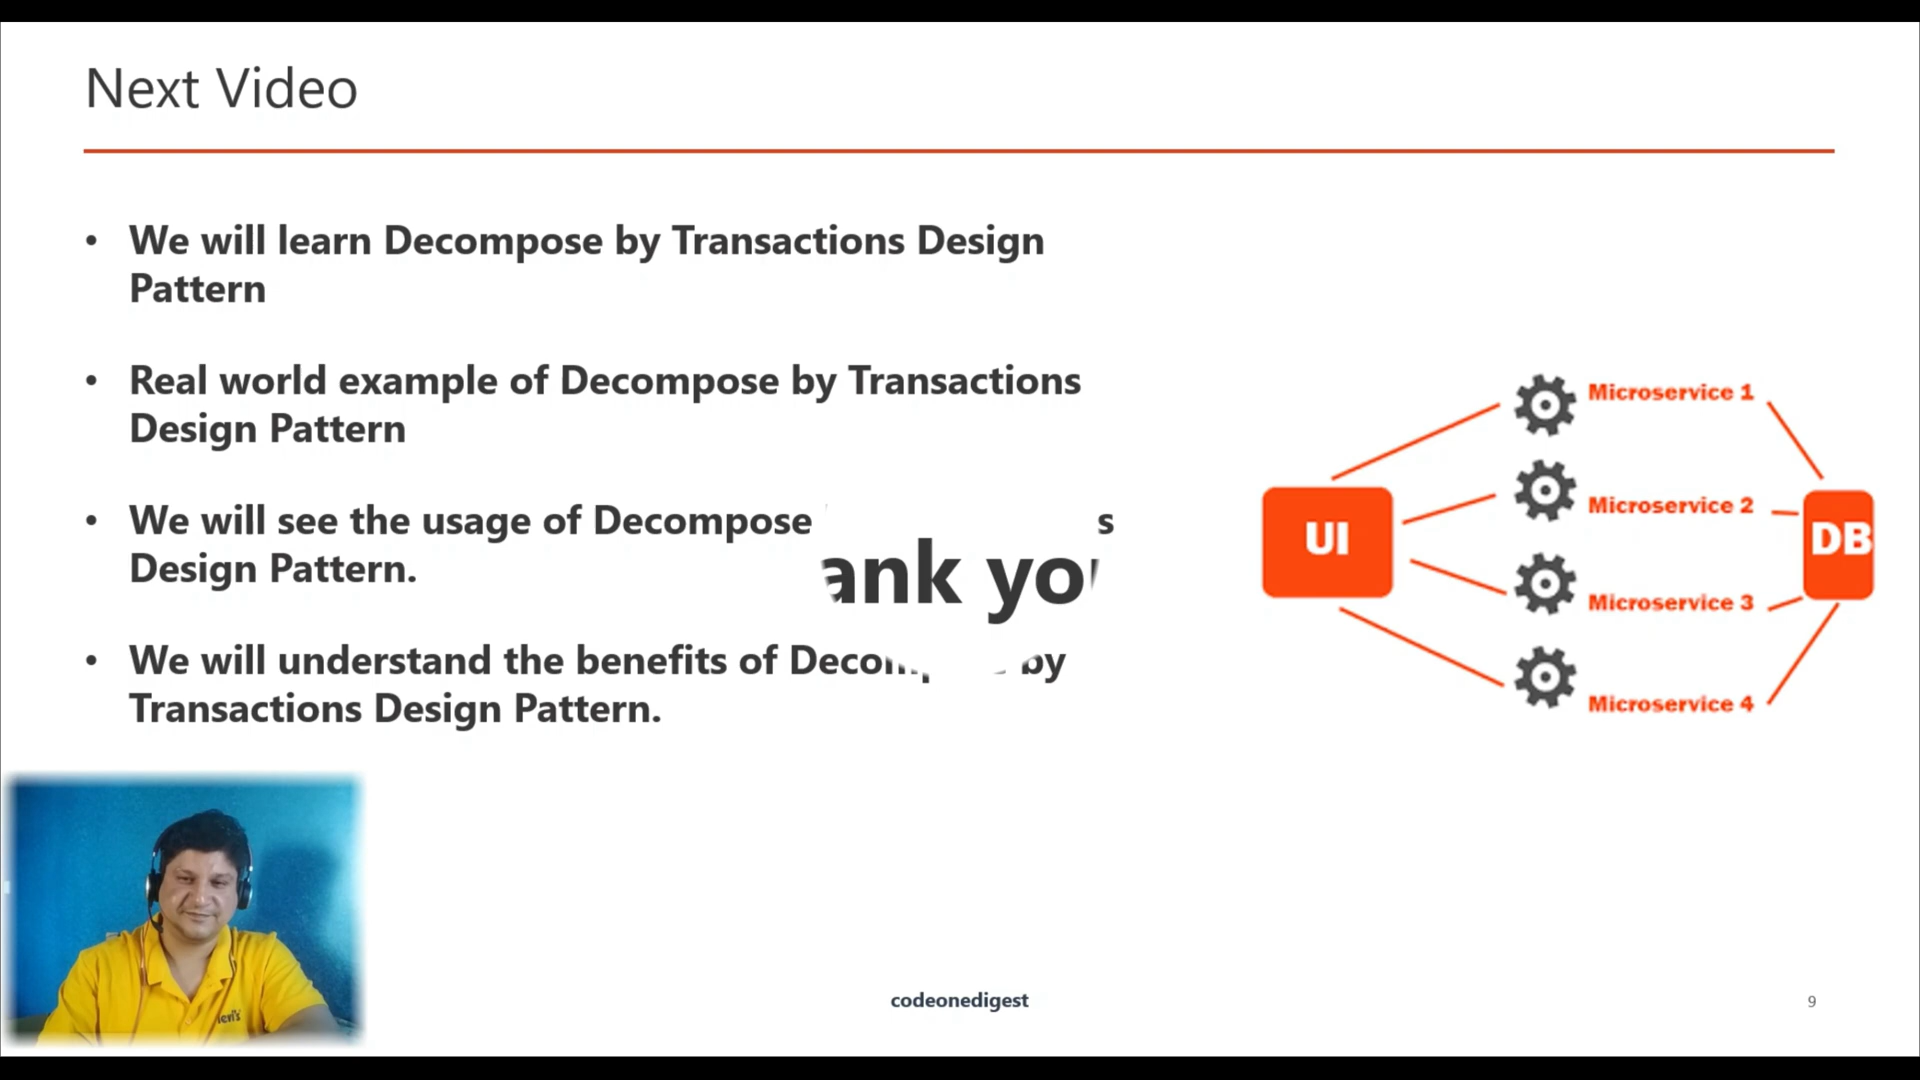 Next Video
• We will learn Decompose by Transactions Design
Pattern
• Real world example of Decompose by Transactions
Design Pattern
• We will see the usage of Decompose
Design Pattern.
ank yo
• We will understand the benefits of by
Transactions Design Pattern.
UI
Microservice 1
Microservice 2
Microservice 3
Microservice 4
DB
levi's
codeonedigest
9